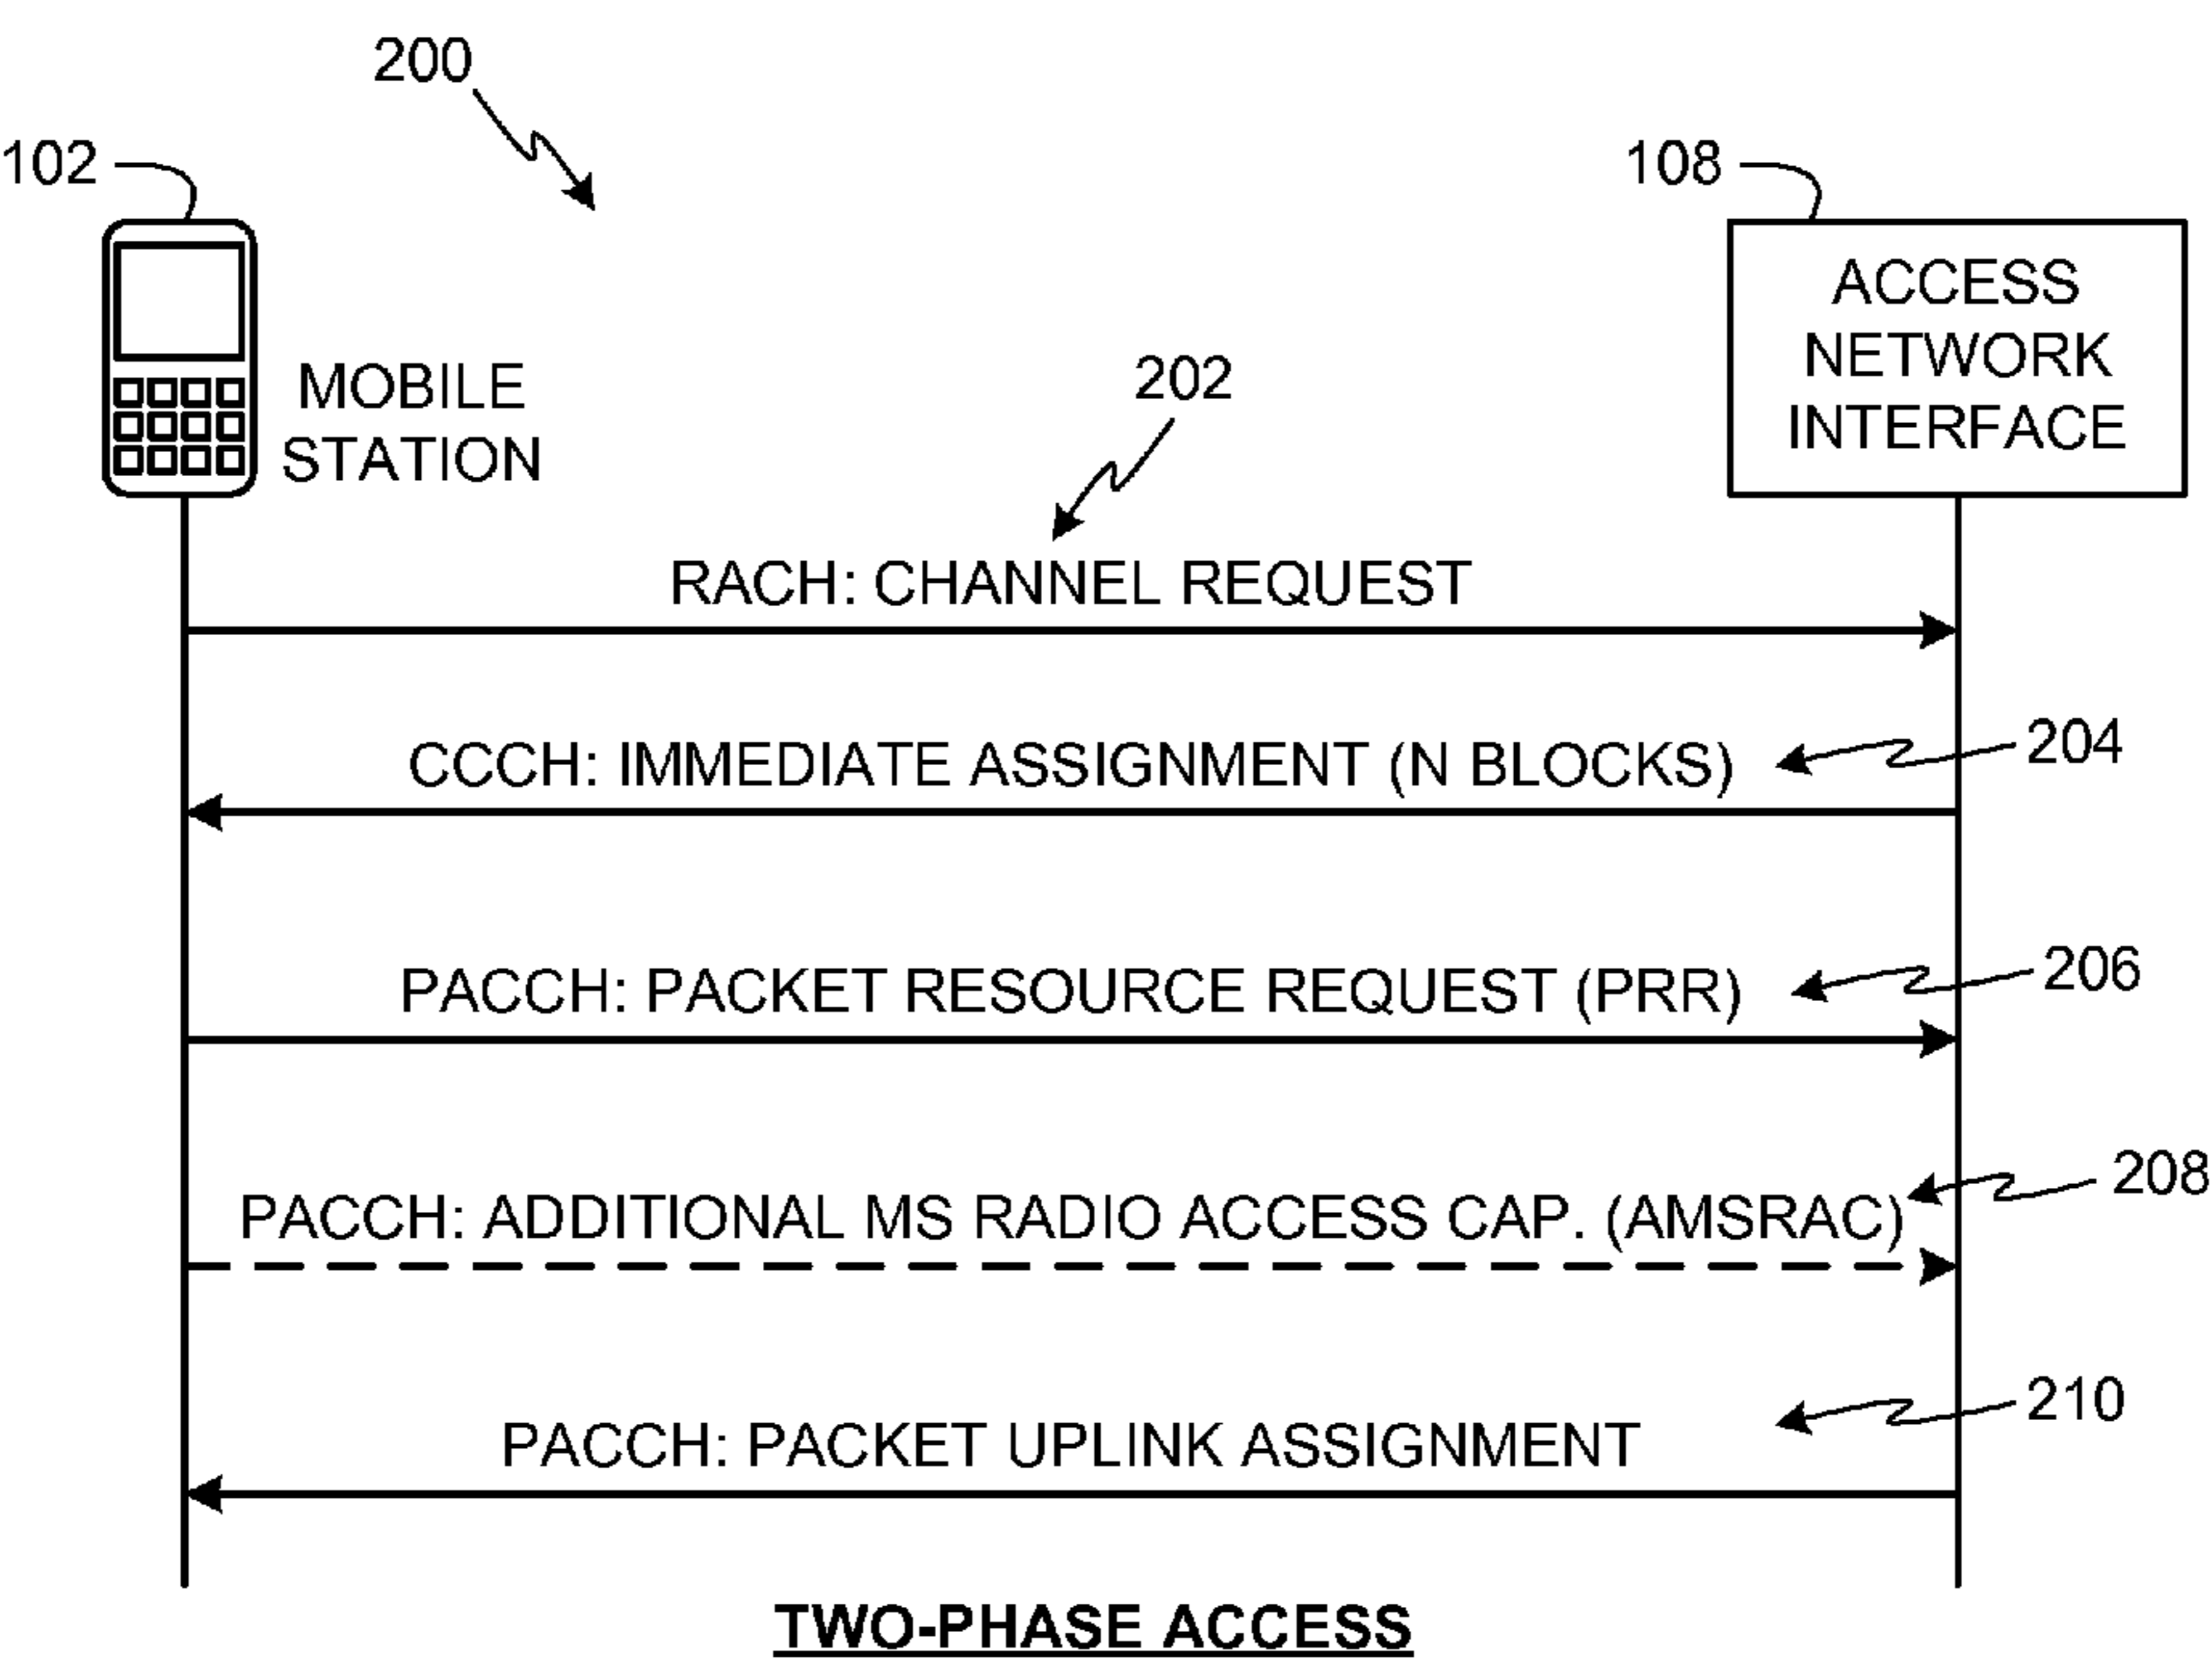 200
102
108
MOBILE
STATION
ACCESS
NETWORK
INTERFACE
202
RACH: CHANNEL REQUEST
CCCH: IMMEDIATE ASSIGNMENT (N BLOCKS)
204
PACCH: PACKET RESOURCE REQUEST (PRR)
206
PACCH: ADDITIONAL MS RADIO ACCESS CAP. (AMSRAC)
208
PACCH: PACKET UPLINK ASSIGNMENT
210
TWO-PHASE ACCESS